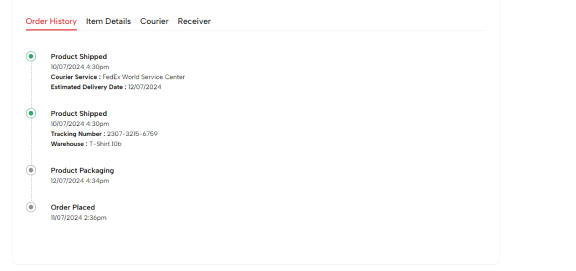 Order History Item Details Courier Receiver
Product Shipped
10/07/2024 4:30pm
Courier Service : FedEx World Service Center
Estimated Delivery Date : 12/07/2024
Product Shipped
10/07/2024 4:30pm
Tracking Number : 2307-3215-6759
Warehouse : T-Shirt 10b
Product Packaging
12/07/2024 4:34pm
Order Placed
11/07/2024 2:36pm